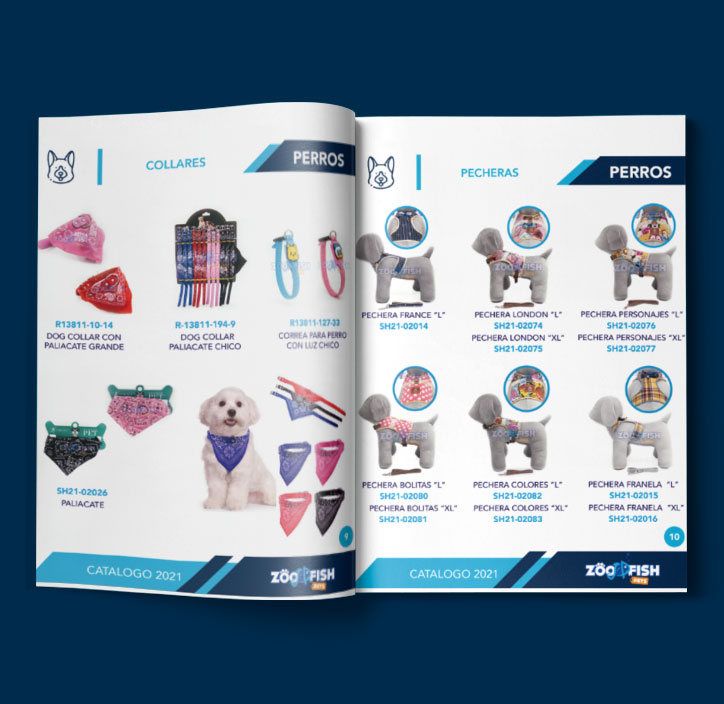 COLLARES
PERROS
R13811-10-14
DOG COLLAR CON
PALIACATE GRANDE
R-13811-194-9
DOG COLLAR
PALIACATE CHICO
R13811-127-33
CORREA PARA PERRO
CON LUZ CHICO
SH21-02026
PALIACATE
9
CATALOGO 2021
ZÖOFISH
PETS
PECHERAS
PERROS
PECHERA FRANCE "L"
SH21-02014
PECHERA LONDON "L"
SH21-02074
PECHERA LONDON "XL"
SH21-02075
PECHERA PERSONAJES "L"
SH21-02076
PECHERA PERSONAJES "XL"
SH21-02077
PECHERA BOLITAS "L"
SH21-02080
PECHERA BOLITAS "XL"
SH21-02081
PECHERA COLORES "L"
SH21-02082
PECHERA COLORES "XL"
SH21-02083
PECHERA FRANELA "L"
SH21-02015
PECHERA FRANELA "XL"
SH21-02016
10
CATALOGO 2021
ZÖOFISH
PETS